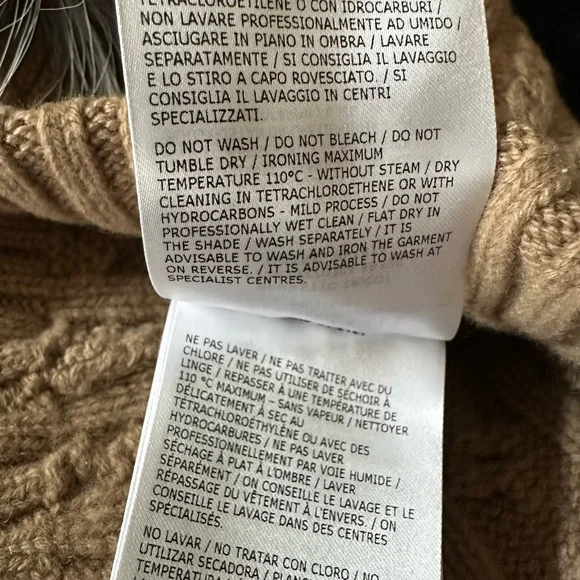 TETRACLOROETILENE O CON IDROCARBURI /
NON LAVARE PROFESSIONALMENTE AD UMIDO /
ASCIUGARE IN PIANO IN OMBRA / LAVARE
SEPARATAMENTE / SI CONSIGLIA IL LAVAGGIO
E LO STIRO A CAPO ROVESCIATO. / SI
CONSIGLIA IL LAVAGGIO IN CENTRI
SPECIALIZZATI.
DO NOT WASH / DO NOT BLEACH / DO NOT
TUMBLE DRY / IRONING MAXIMUM
TEMPERATURE 110°C - WITHOUT STEAM / DRY
CLEANING IN TETRACHLOROETHENE OR WITH
HYDROCARBONS - MILD PROCESS / DO NOT
PROFESSIONALLY WET CLEAN / FLAT DRY IN
THE SHADE / WASH SEPARATELY / IT IS
ADVISABLE TO WASH AND IRON THE GARMENT
ON REVERSE. / IT IS ADVISABLE TO WASH AT
SPECIALIST CENTRES.
NE PAS LAVER / NE PAS TRAITER AVEC DU
CHLORE / NE PAS UTILISER DE SÉCHOIR À
LINGE / REPASSER À UNE TEMPÉRATURE DE
110 °C MAXIMUM – SANS VAPEUR / NETTOYER
DÉLICATEMENT À SEC AU
TÉTRACHLOROÉTHYLÈNE OU AVEC DES
HYDROCARBURES / NE PAS LAVER
PROFESSIONNELLEMENT PAR VOIE HUMIDE /
SÉCHAGE À PLAT À L'OMBRE / LAVER
SÉPARÉMENT / ON CONSEILLE LE LAVAGE ET LE
REPASSAGE DU VÊTEMENT À L'ENVERS. / ON
CONSEILLE LE LAVAGE DANS DES CENTRES
SPÉCIALISÉS.
NO LAVAR / NO TRATAR CON CLORO / NO
UTILIZAR SECADORA /
TEMPERATURA